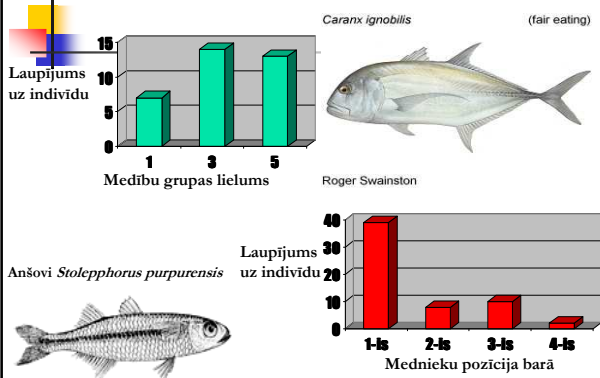 Caranx ignobilis (fair eating)
Laupījums
uz indivīdu
15
10
5
0
1 3 5
Medību grupas lielums
Roger Swainston
Anšovi Stolepphorus purpurensis
Laupījums
uz indivīdu
40
30
20
10
0
1-is 2-is 3-is 4-is
Mednieku pozīcija barā